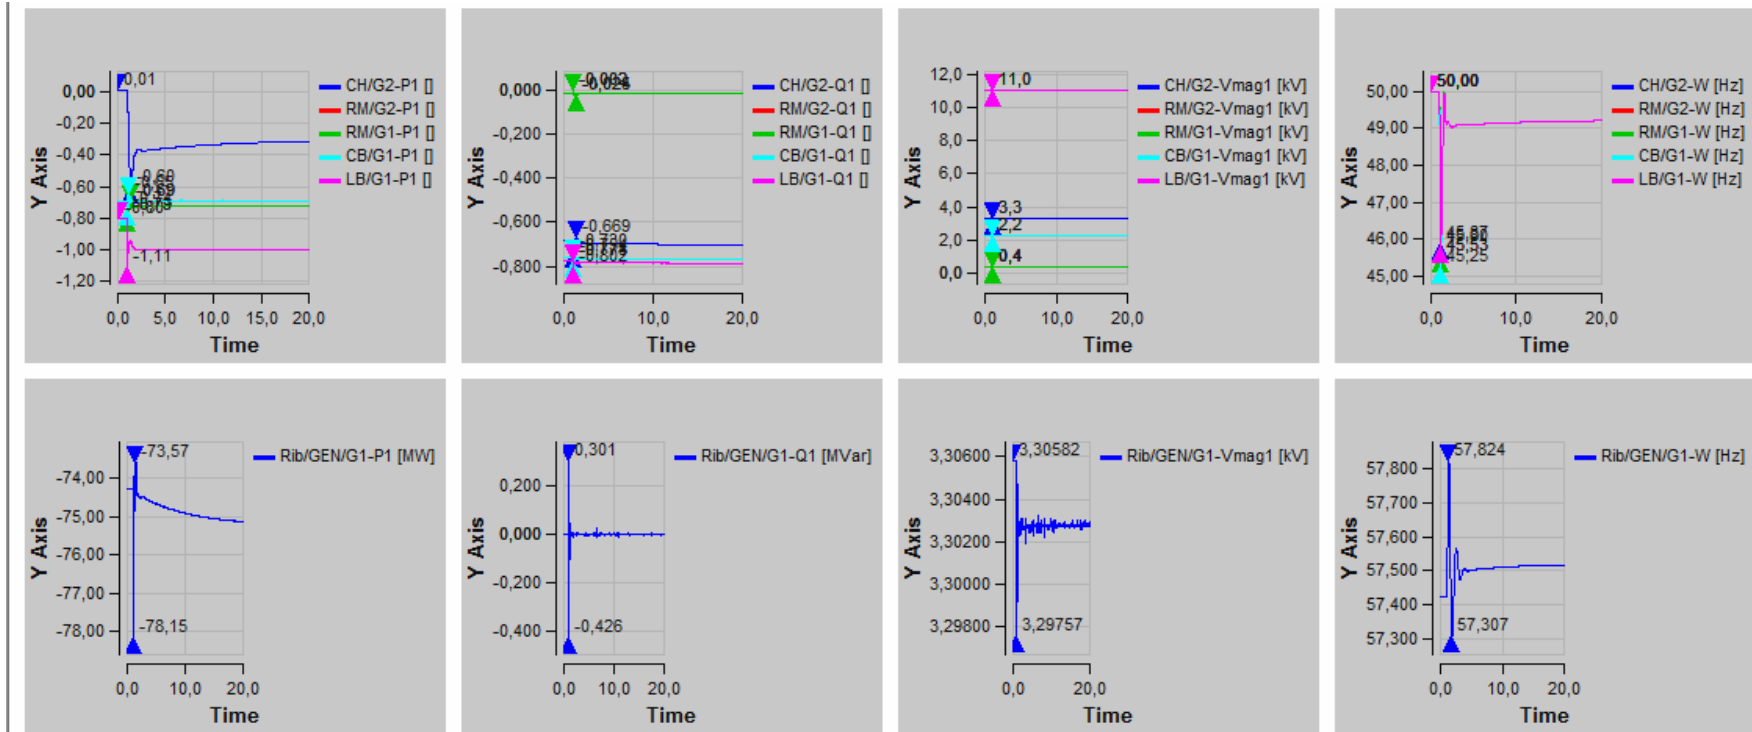 0,01
0,00
-0,20
-0,40
-0,60
-0,80
-1,00
-1,20
-0,60
-0,69
-1,11
Y Axis
0,0 5,0 10,0 15,0 20,0
Time
CH/G2-P1 []
RM/G2-P1 []
RM/G1-P1 []
CB/G1-P1 []
LB/G1-P1 []
0,000
-0,200
-0,400
-0,600
-0,800
-0,002
-0,026
-0,669
-0,802
Y Axis
0,0 10,0 20,0
Time
CH/G2-Q1 []
RM/G2-Q1 []
RM/G1-Q1 []
CB/G1-Q1 []
LB/G1-Q1 []
12,0
10,0
8,0
6,0
4,0
2,0
0,0
11,0
3,3
2,2
0,4
Y Axis
0,0 10,0 20,0
Time
CH/G2-Vmag1 [kV]
RM/G2-Vmag1 [kV]
RM/G1-Vmag1 [kV]
CB/G1-Vmag1 [kV]
LB/G1-Vmag1 [kV]
50,00
49,00
48,00
47,00
46,00
45,00
50,00
45,53
45,25
Y Axis
0,0 10,0 20,0
Time
CH/G2-W [Hz]
RM/G2-W [Hz]
RM/G1-W [Hz]
CB/G1-W [Hz]
LB/G1-W [Hz]
-73,57
-74,00
-75,00
-76,00
-77,00
-78,00
-78,15
Y Axis
0,0 10,0 20,0
Time
Rib/GEN/G1-P1 [MW]
0,301
0,200
0,000
-0,200
-0,400
-0,426
Y Axis
0,0 10,0 20,0
Time
Rib/GEN/G1-Q1 [MVar]
3,30582
3,30600
3,30400
3,30200
3,30000
3,29800
3,29757
Y Axis
0,0 10,0 20,0
Time
Rib/GEN/G1-Vmag1 [kV]
57,824
57,800
57,700
57,600
57,500
57,400
57,300
57,307
Y Axis
0,0 10,0 20,0
Time
Rib/GEN/G1-W [Hz]